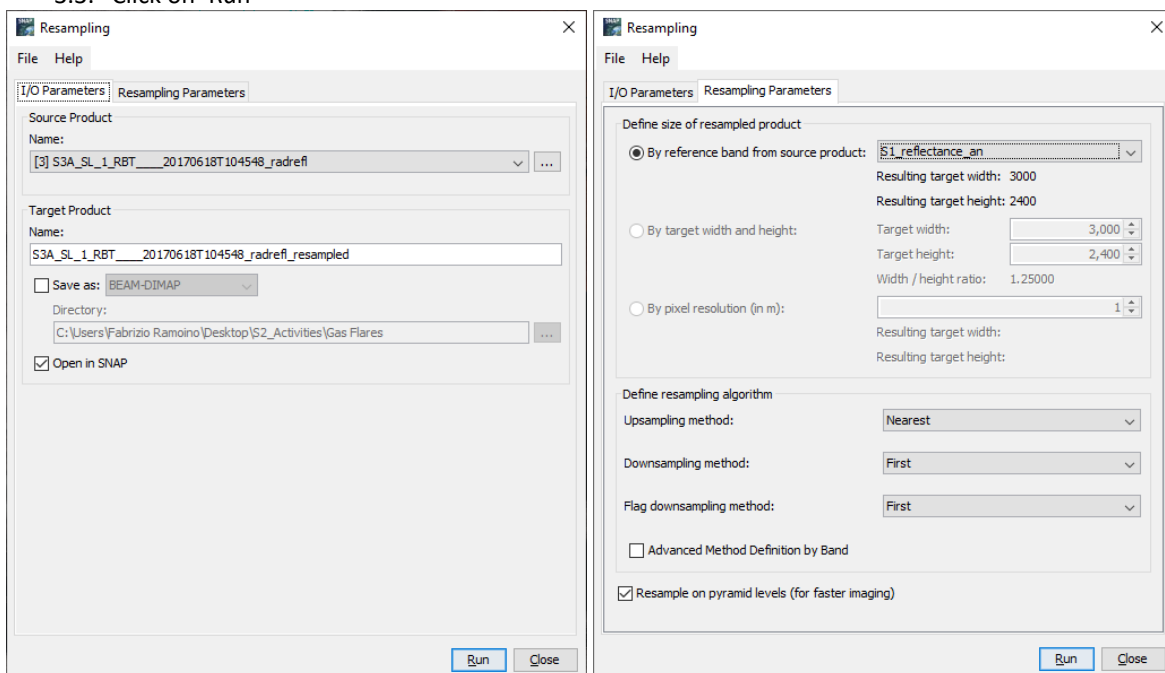 5.5. Click on "Run"
Resampling
File Help
I/O Parameters Resampling Parameters
Source Product
Name:
[3] S3A_SL_1_RBT____20170618T104548_radrefl
...
Target Product
Name:
S3A_SL_1_RBT____20170618T104548_radrefl_resampled
Save as: BEAM-DIMAP
Directory:
C:\Users\Fabrizio Ramoino\Desktop\S2_Activities\Gas Flares
...
Open in SNAP
Run Close
Resampling
File Help
I/O Parameters Resampling Parameters
Define size of resampled product
By reference band from source product: S1_reflectance_an
Resulting target width: 3000
Resulting target height: 2400
By target width and height: Target width: 3,000
Target height: 2,400
Width / height ratio: 1.25000
By pixel resolution (in m): 1
Resulting target width:
Resulting target height:
Define resampling algorithm
Upsampling method: Nearest
Downsampling method: First
Flag downsampling method: First
Advanced Method Definition by Band
Resample on pyramid levels (for faster imaging)
Run Close